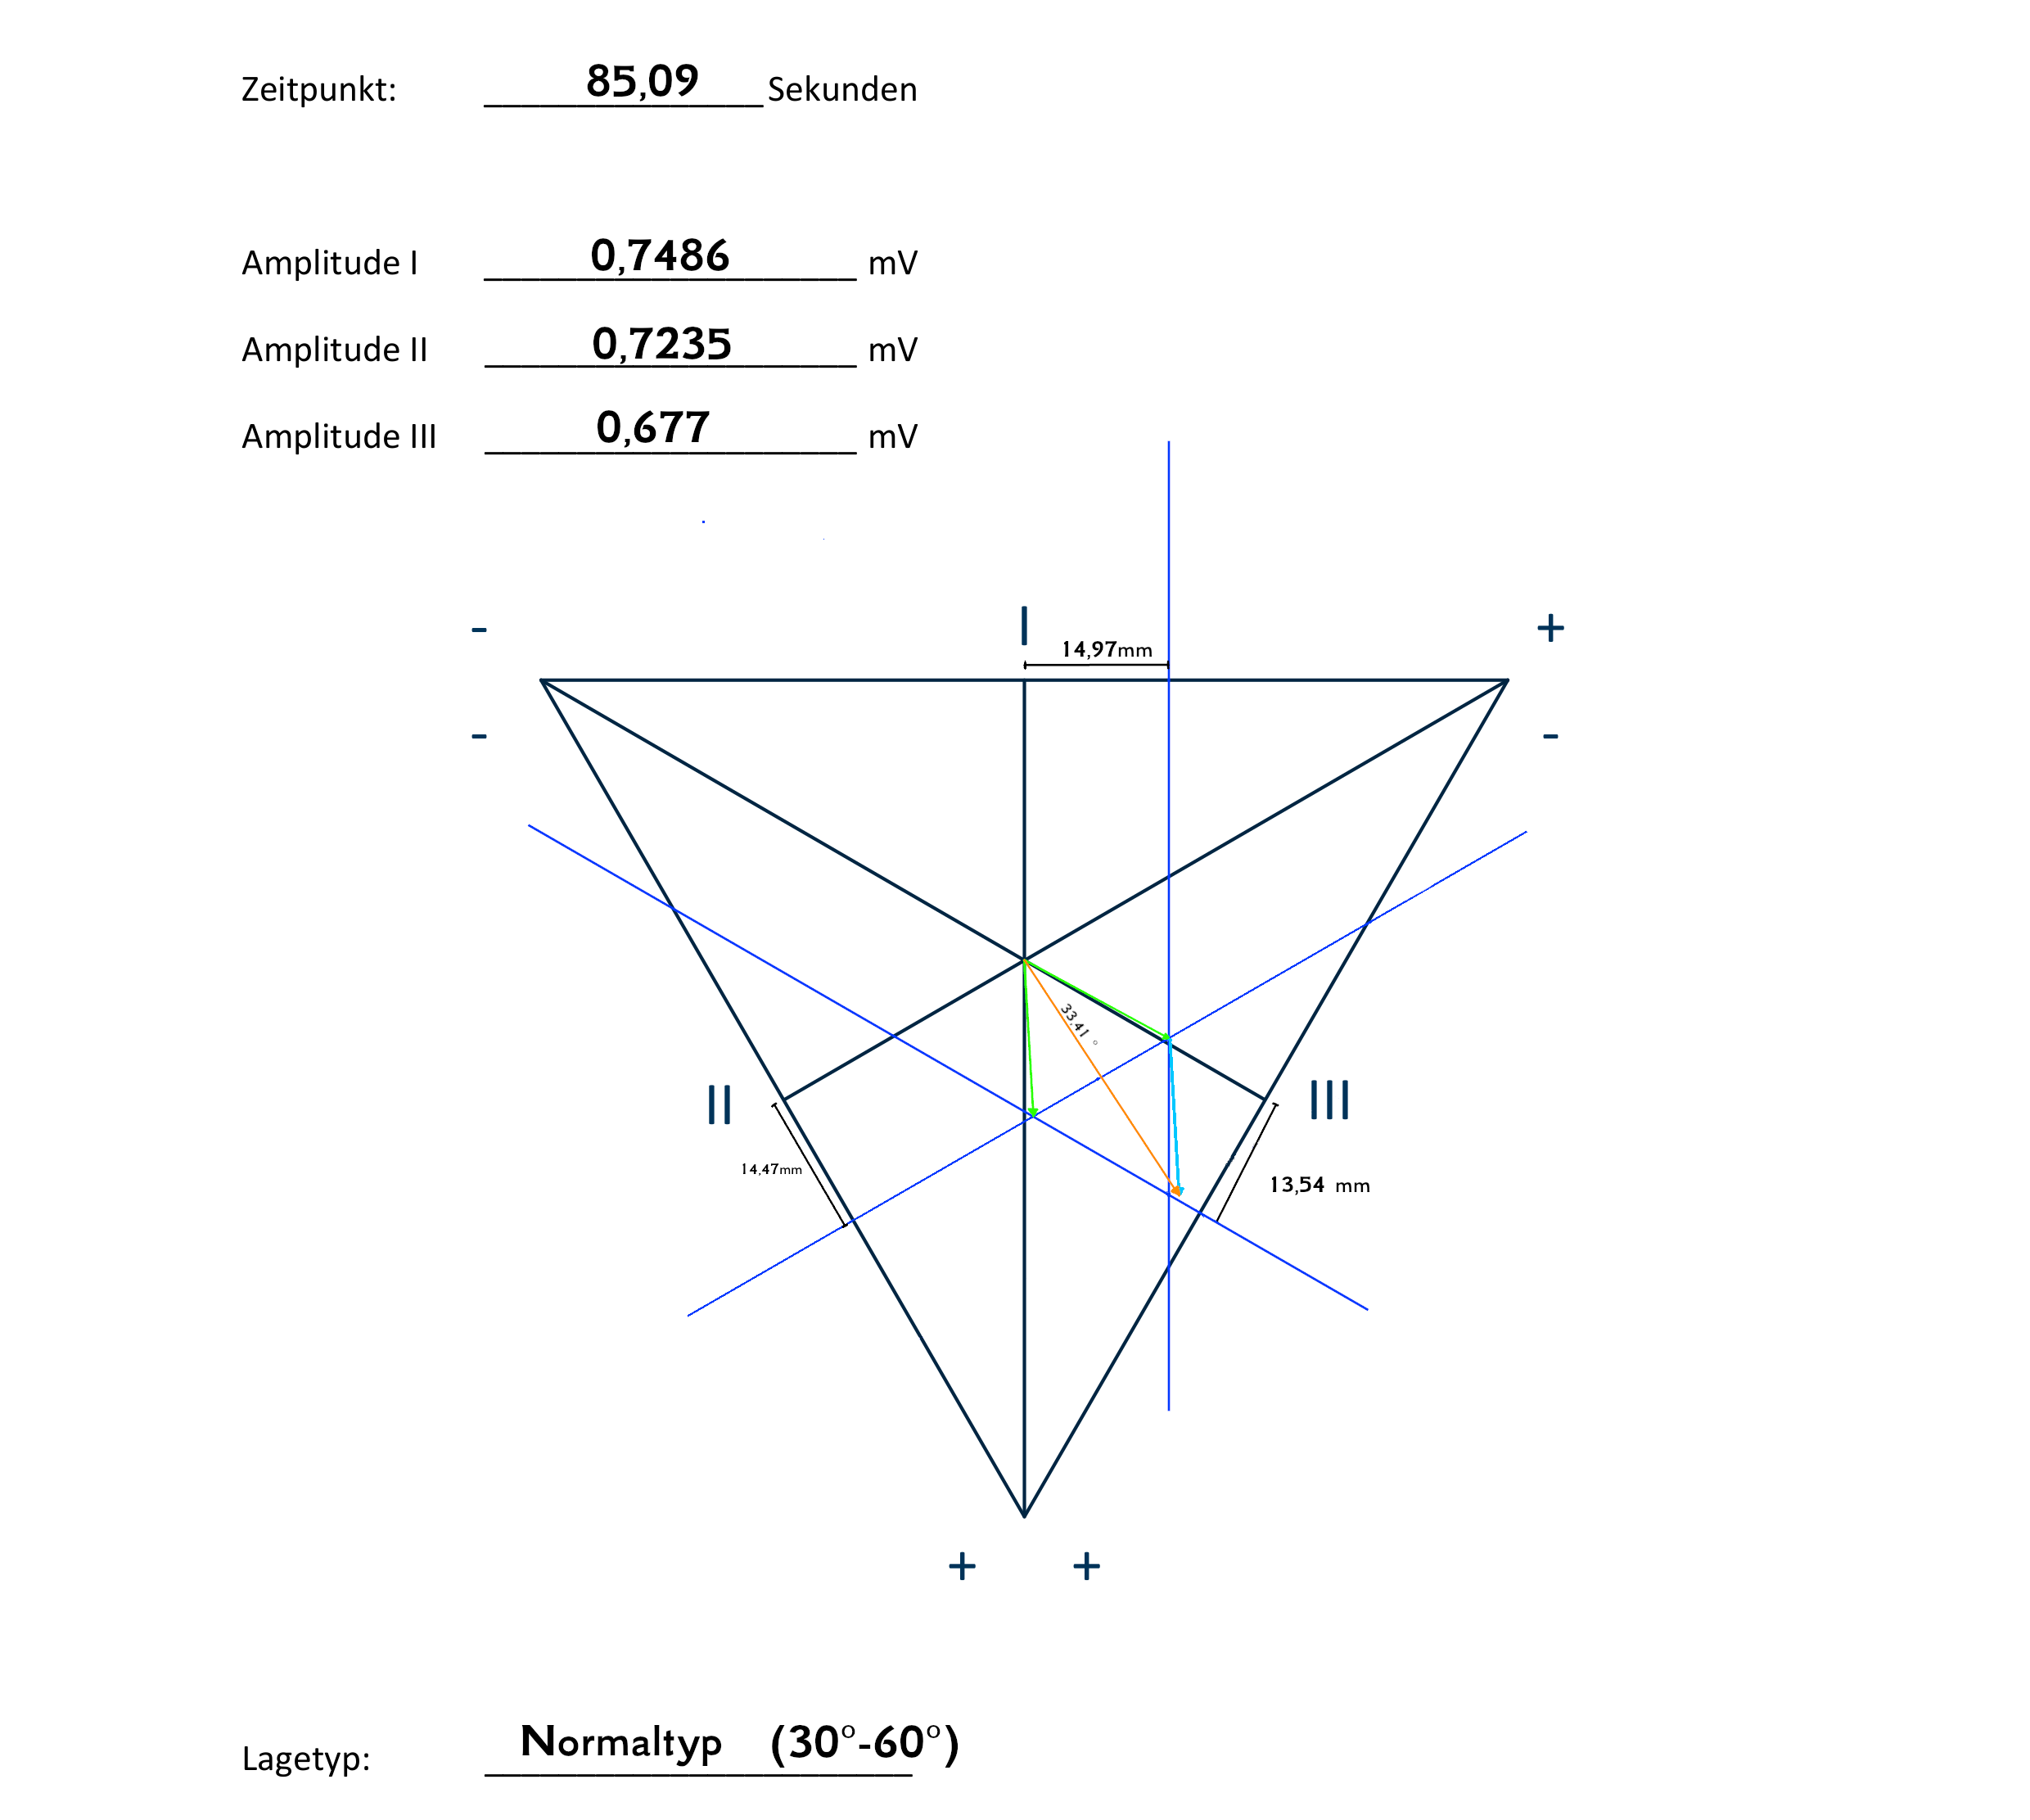 Zeitpunkt: 85,09 Sekunden
Amplitude I 0,7486 mV
Amplitude II 0,7235 mV
Amplitude III 0,677 mV
- I +
14,97mm
- -
33,41 °
II III
14,47mm 13,54 mm
+ +
Lagetyp: Normaltyp (30°-60°)